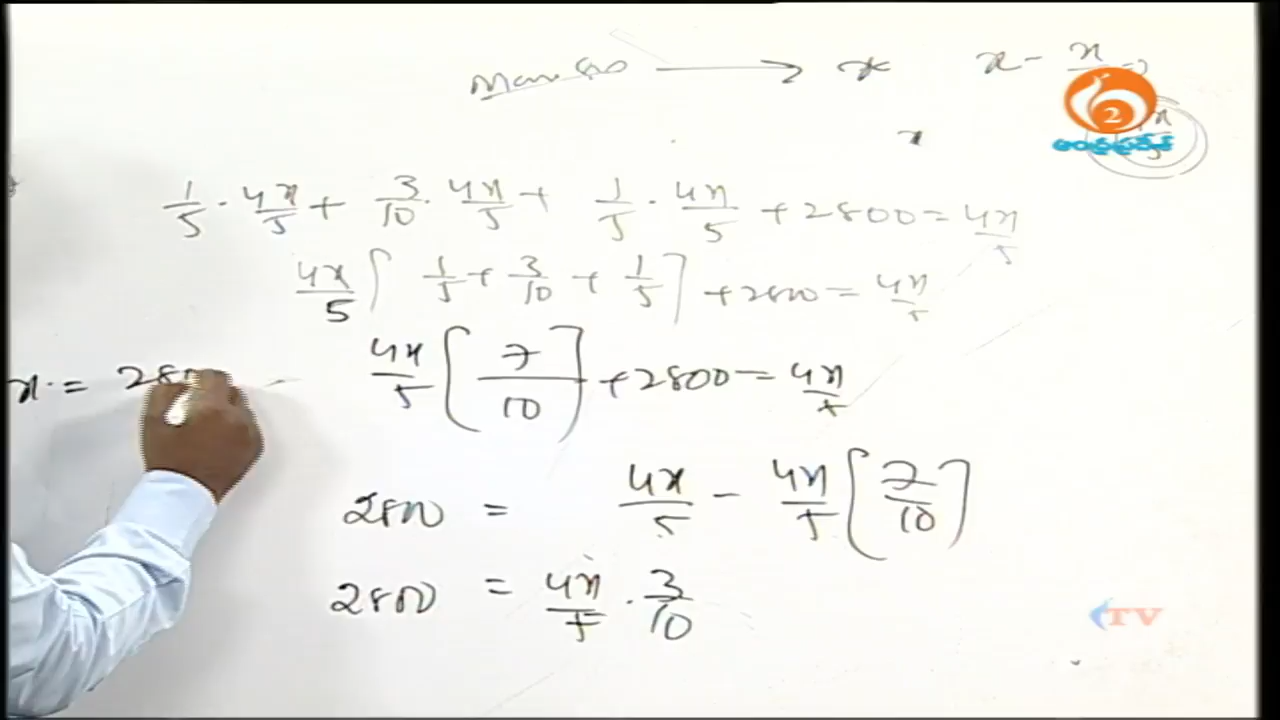 x x - x/
2
x
1/5 · 4x/5 + 3/10 · 4x/5 + 1/5 · 4x/5 + 2800 = 4x/5
4x/5 [ 1/5 + 3/10 + 1/5 ] + 2800 = 4x/5
4x/5 [ 7/10 ] + 2800 = 4x/5
x = 28
2800 = 4x/5 - 4x/5 [ 7/10 ]
2800 = 4x/5 · 3/10
TV